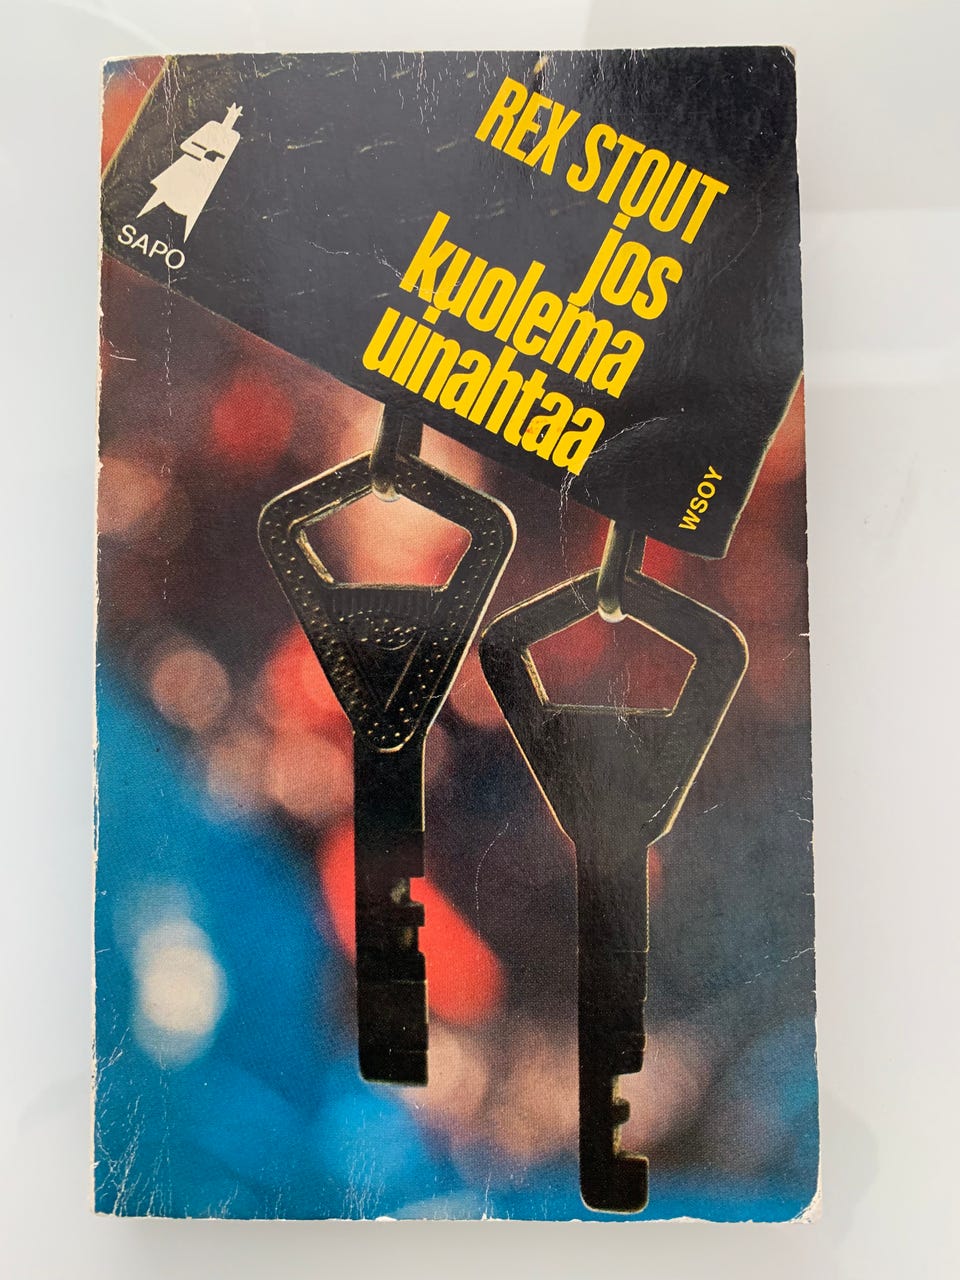 REX STOUT
jos
kuolema
uinahtaa
SAPO
WSOY